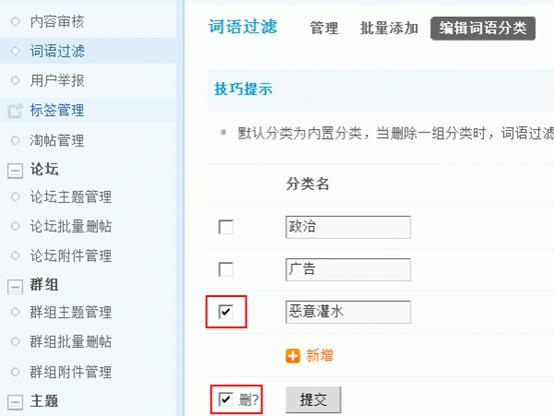 内容审核
词语过滤
用户举报
标签管理
淘帖管理
论坛
论坛主题管理
论坛批量删帖
论坛附件管理
群组
群组主题管理
群组批量删帖
群组附件管理
主题
词语过滤 管理 批量添加 编辑词语分类
技巧提示
默认分类为内置分类，当删除一组分类时，词语过滤
分类名
政治
广告
恶意灌水
新增
删? 提交